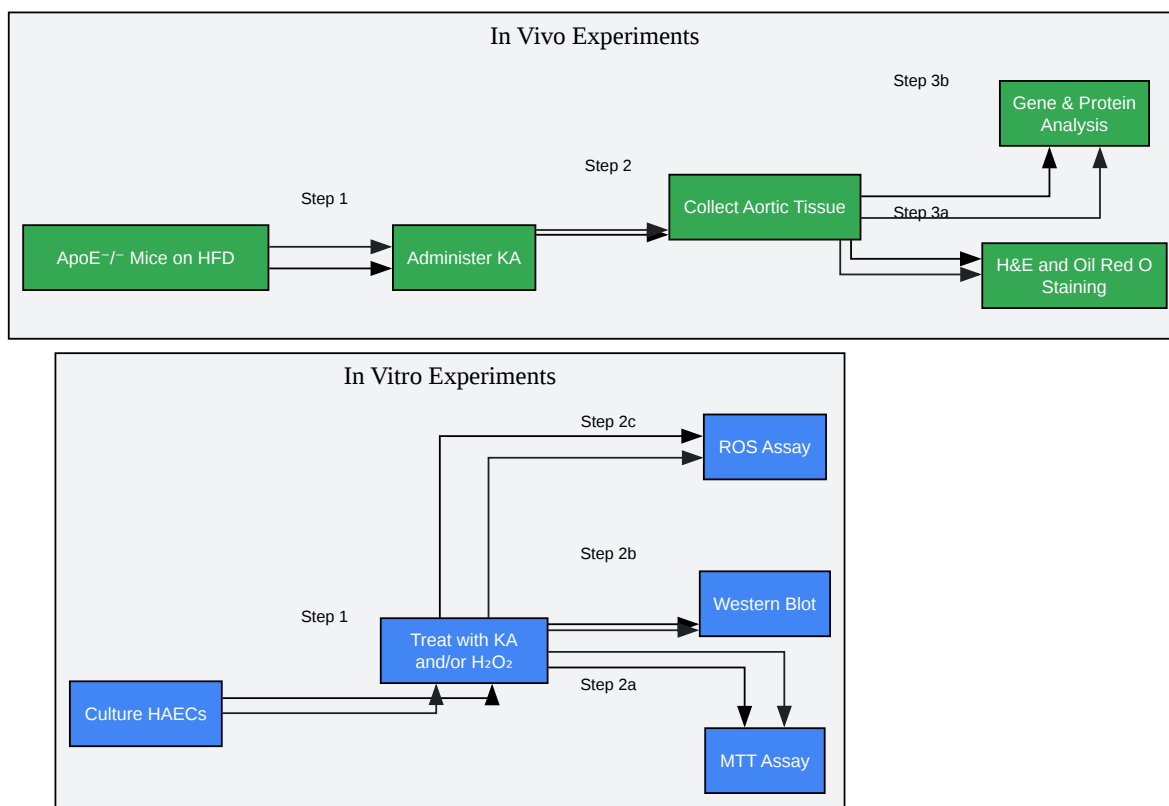 In Vivo Experiments
Step 3b
Gene & Protein
Analysis
Step 2
Step 1
Collect Aortic Tissue
Step 3a
ApoE⁻/⁻ Mice on HFD
Administer KA
H&E and Oil Red O
Staining
In Vitro Experiments
Step 2c
ROS Assay
Step 2b
Western Blot
Step 1
Treat with KA
and/or H₂O₂
Step 2a
Culture HAECs
MTT Assay